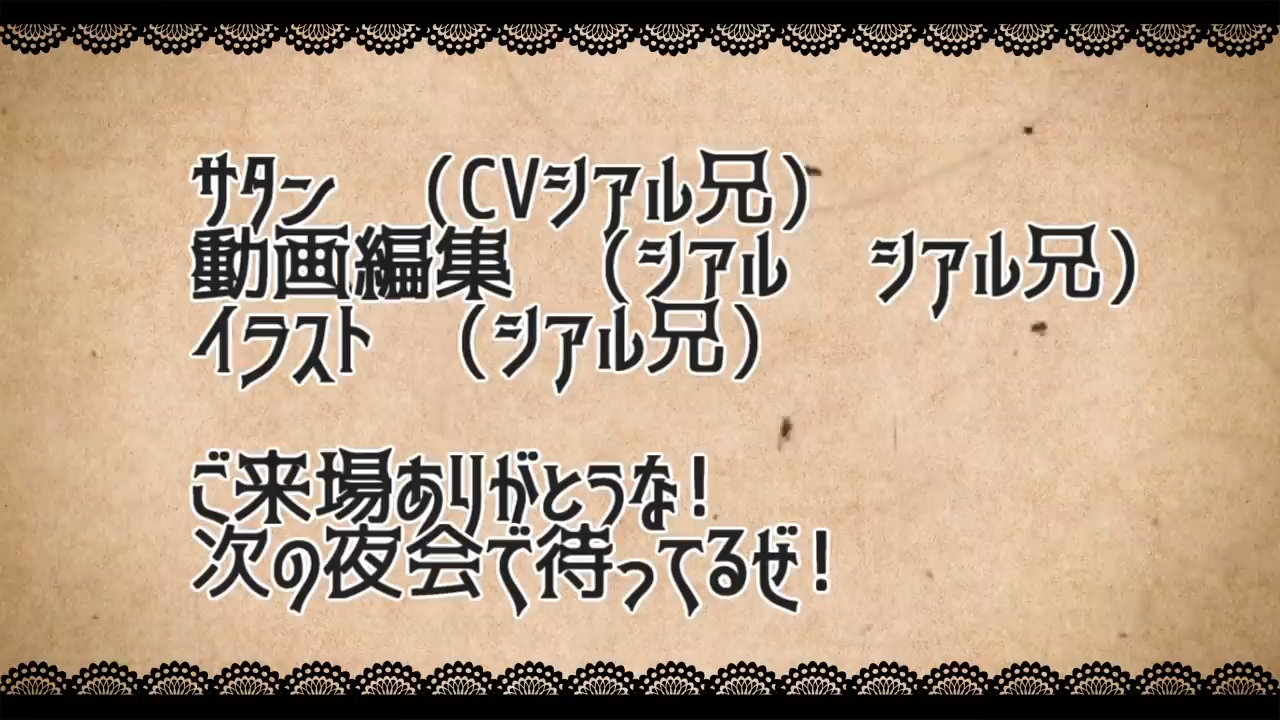 サタン　（CVシアル兄）
動画編集　（シアル　シアル兄）
イラスト　（シアル兄）
ご来場ありがとうな！
次の夜会で待ってるぜ！